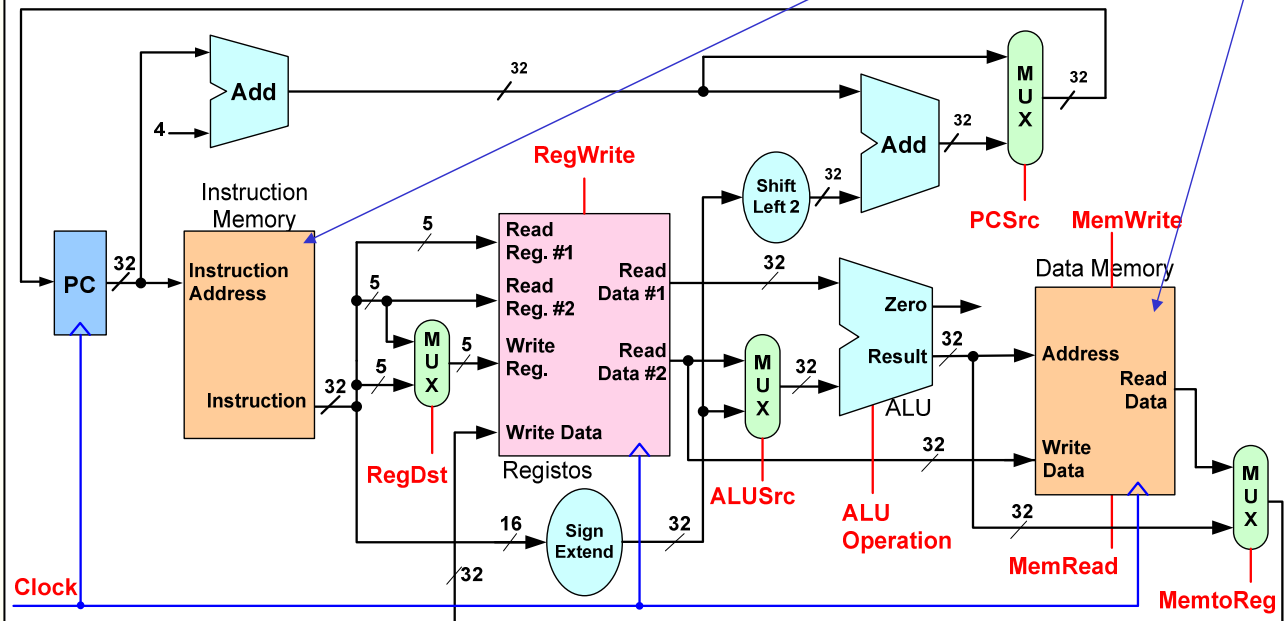 32
Add
4
32
Add
32
M
U
X
32
Shift
Left 2
32
PCSrc
RegWrite
Instruction
Memory
PC
32
Instruction
Address
Instruction
32
5
5
5
M
U
X
5
RegDst
Read
Reg. #1
Read
Reg. #2
Write
Reg.
Write Data
Read
Data #1
Read
Data #2
Registos
32
M
U
X
32
ALUSrc
Zero
Result
ALU
32
ALU
Operation
MemWrite
Data Memory
Address
Read
Data
Write
Data
32
32
MemRead
M
U
X
MemtoReg
16
Sign
Extend
32
32
Clock